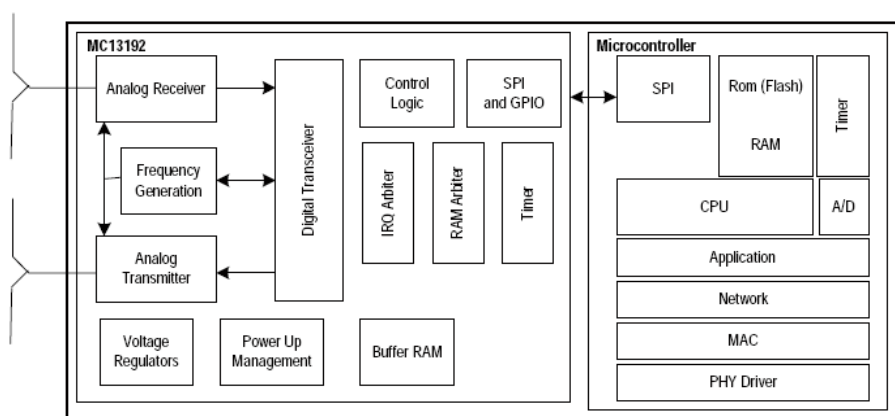 MC13192
Microcontroller
Analog Receiver
Frequency
Generation
Analog
Transmitter
Digital Transceiver
Control
Logic
SPI
and GPIO
IRQ Arbiter
RAM Arbiter
Timer
Voltage
Regulators
Power Up
Management
Buffer RAM
SPI
Rom (Flash)
RAM
Timer
CPU
A/D
Application
Network
MAC
PHY Driver